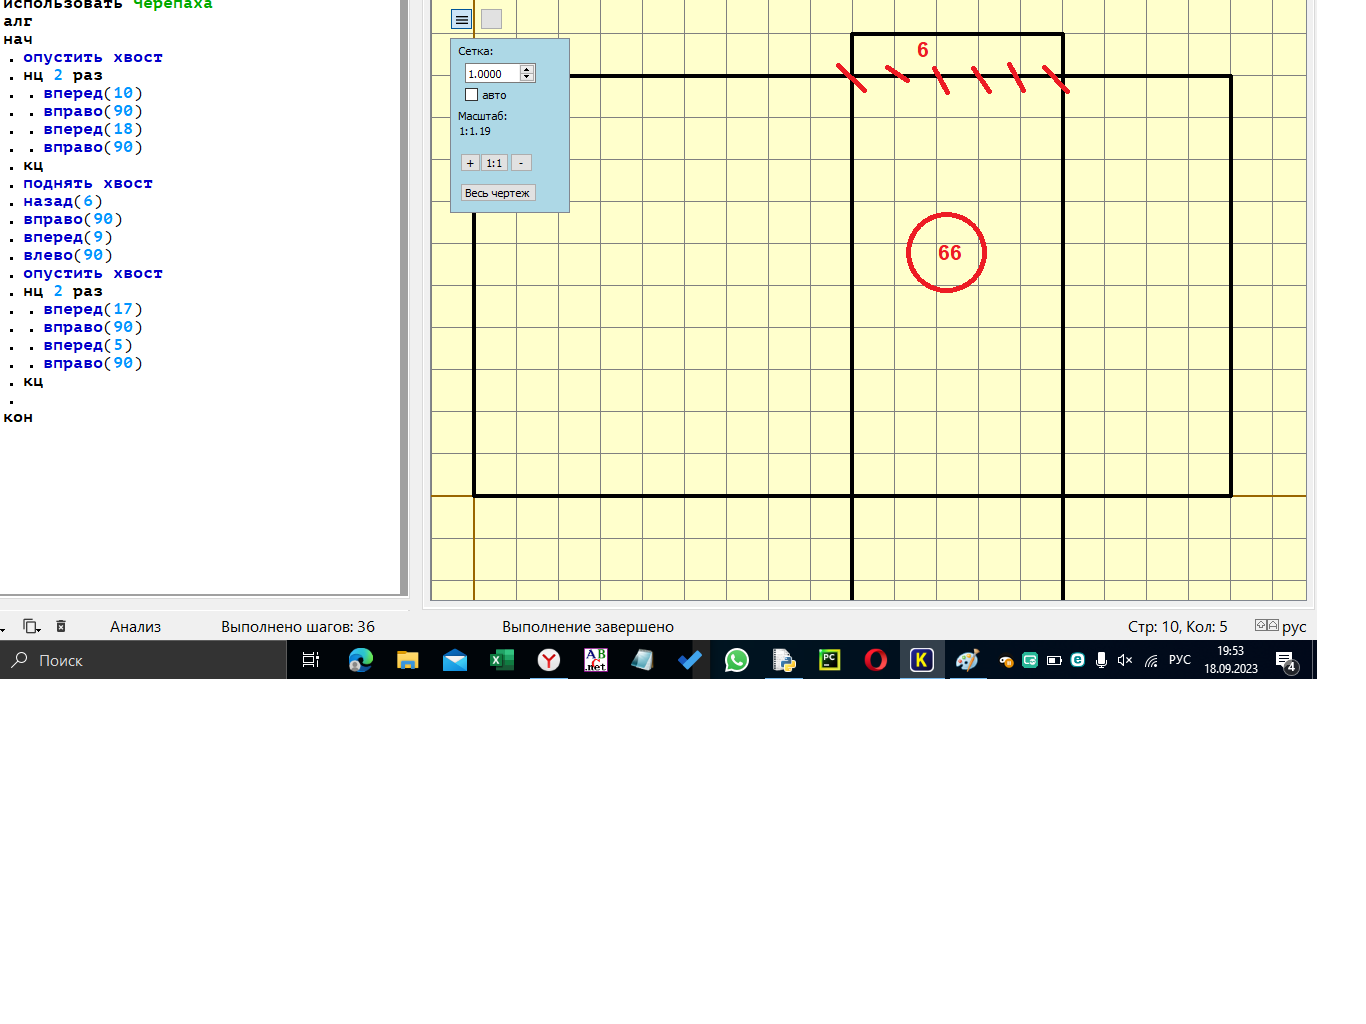 использовать Черепаха
алг
нач
. опустить хвост
. нц 2 раз
. . вперед(10)
. . вправо(90)
. . вперед(18)
. . вправо(90)
. кц
. поднять хвост
. назад(6)
. вправо(90)
. вперед(9)
. влево(90)
. опустить хвост
. нц 2 раз
. . вперед(17)
. . вправо(90)
. . вперед(5)
. . вправо(90)
. кц
.
кон
Сетка:
1.0000
авто
Масштаб:
1:1.19
+ 1:1 -
Весь чертеж
6
66
Анализ
Выполнено шагов: 36
Выполнение завершено
Стр: 10, Кол: 5
рус
Поиск
X
Y
ABC
net
PC
K
e
РУС
19:53
18.09.2023
4